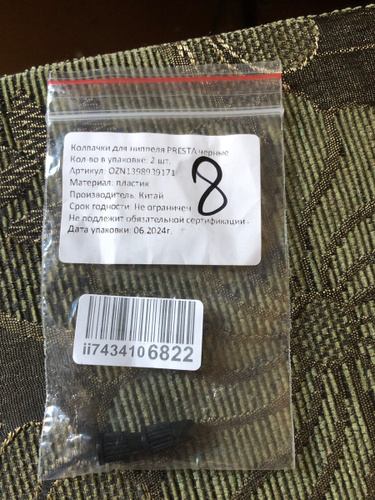 Колпачки для ниппеля PRESTA черные
Кол-во в упаковке: 2 шт.
Артикул: OZN1398939171
Материал: пластик
Производитель: Китай
Срок годности: Не ограничен
Не подлежит обязательной сертификации
Дата упаковки: 06.2024г.
8
ii7434106822